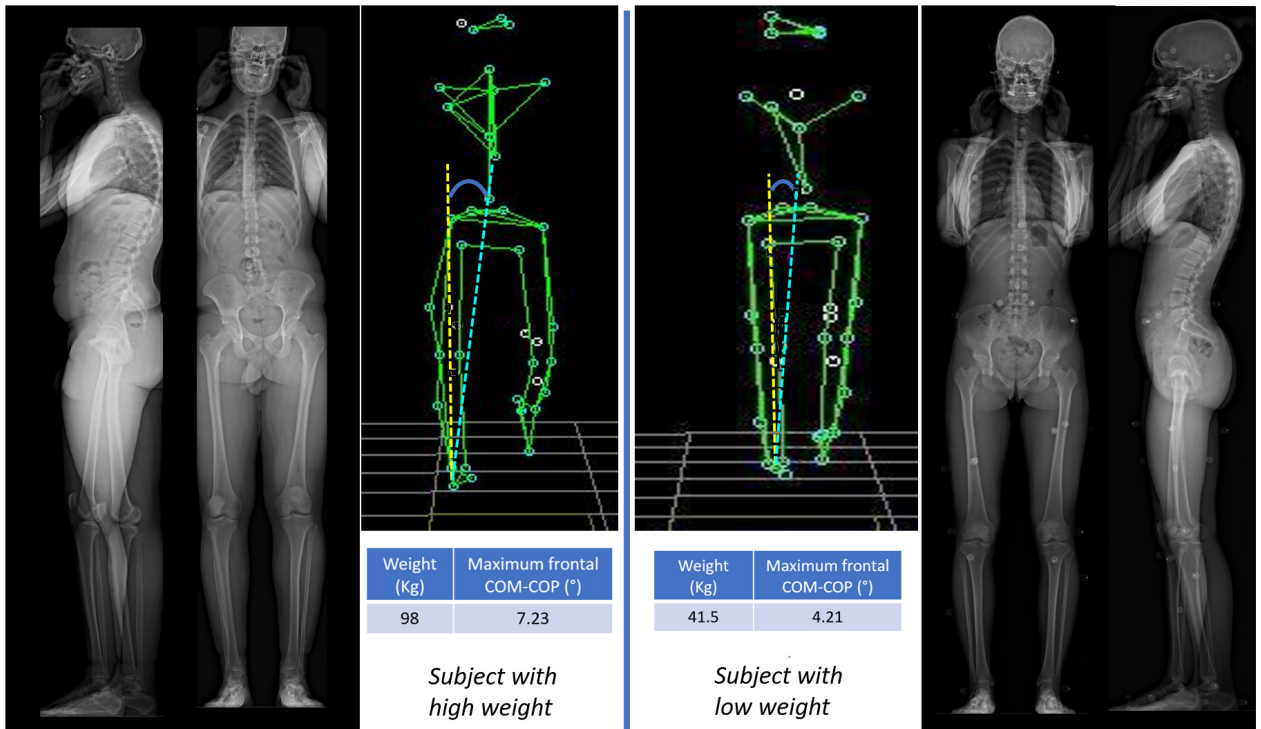 Weight
(Kg)
Maximum frontal
COM-COP (°)
98
7.23
Subject with
high weight
Weight
(Kg)
Maximum frontal
COM-COP (°)
41.5
4.21
Subject with
low weight